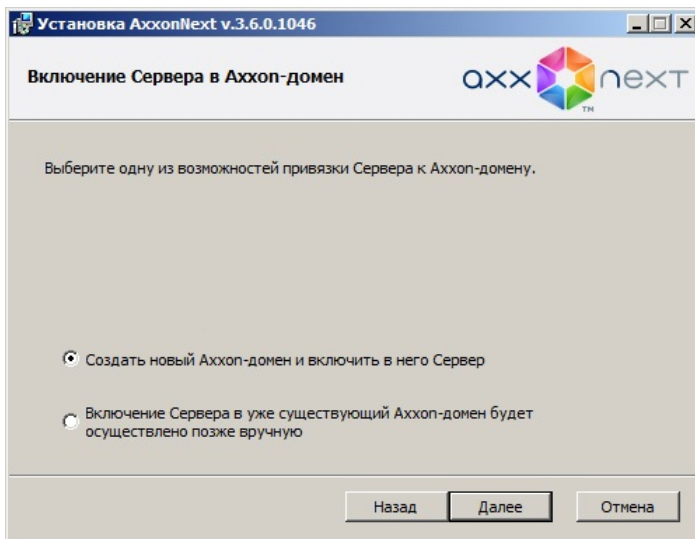 Установка AxxonNext v.3.6.0.1046
Включение Сервера в Axxon-домен
axx next
TM
Выберите одну из возможностей привязки Сервера к Axxon-домену.
Создать новый Axxon-домен и включить в него Сервер
Включение Сервера в уже существующий Axxon-домен будет
осуществлено позже вручную
Назад Далее Отмена